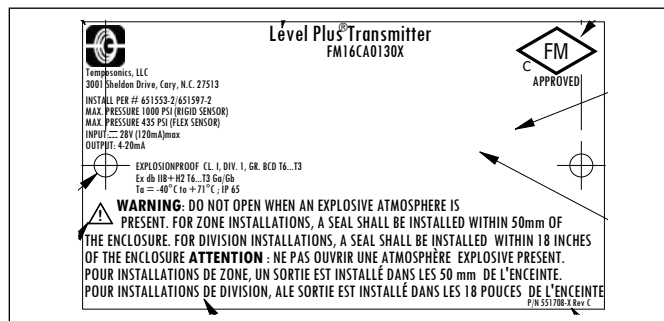 Level Plus® Transmitter
FM16CA0130X
FM
C
APPROVED
Temposonics, LLC
3001 Sheldon Drive, Cary, N.C. 27513
INSTALL PER # 651553-2/651597-2
MAX. PRESSURE 1000 PSI (RIGID SENSOR)
MAX. PRESSURE 435 PSI (FLEX SENSOR)
INPUT:⎓ 28V (120mA)max
OUTPUT: 4-20mA
EXPLOSIONPROOF CL. I, DIV. 1, GR. BCD T6...T3
Ex db IIB+H2 T6...T3 Ga/Gb
Ta = -40°C to +71°C ; IP 65
WARNING: DO NOT OPEN WHEN AN EXPLOSIVE ATMOSPHERE IS
PRESENT. FOR ZONE INSTALLATIONS, A SEAL SHALL BE INSTALLED WITHIN 50mm OF
THE ENCLOSURE. FOR DIVISION INSTALLATIONS, A SEAL SHALL BE INSTALLED WITHIN 18 INCHES
OF THE ENCLOSURE ATTENTION : NE PAS OUVRIR UNE ATMOSPHÈRE EXPLOSIVE PRESENT.
POUR INSTALLATIONS DE ZONE, UN SORTIE EST INSTALLÉ DANS LES 50 mm DE L'ENCEINTE.
POUR INSTALLATIONS DE DIVISION, ALE SORTIE EST INSTALLÉ DANS LES 18 POUCES DE L'ENCEINTE
P/N 551708-X Rev C